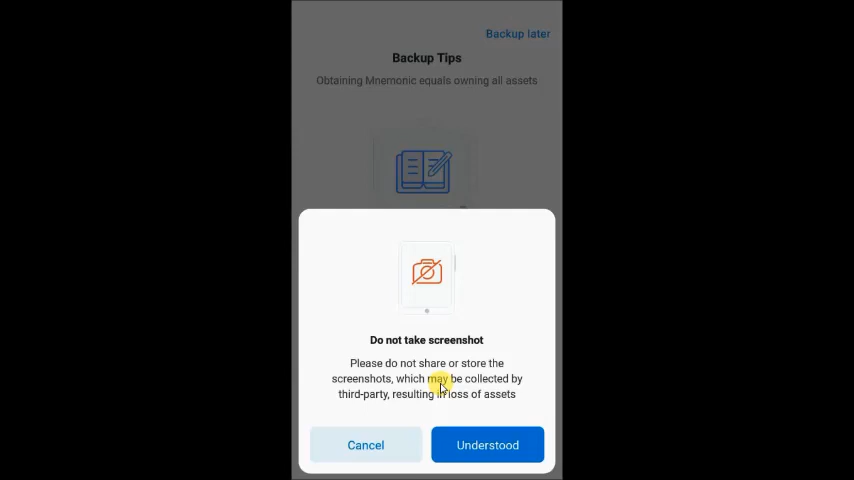 Backup later
Backup Tips
Obtaining Mnemonic equals owning all assets
Do not take screenshot
Please do not share or store the
screenshots, which may be collected by
third-party, resulting in loss of assets
Cancel
Understood